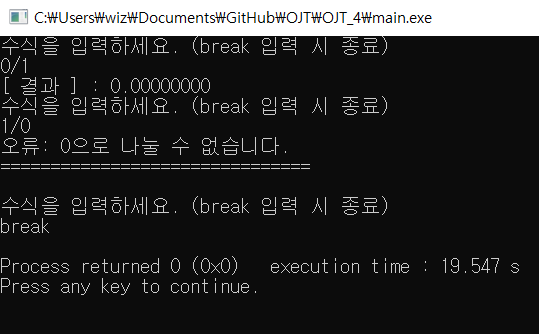 C:₩Users₩wiz₩Documents₩GitHub₩OJT₩OJT_4₩main.exe
수식을 입력하세요. (break 입력 시 종료)
0/1
[ 결과 ] : 0.00000000
수식을 입력하세요. (break 입력 시 종료)
1/0
오류: 0으로 나눌 수 없습니다.
===============================
수식을 입력하세요. (break 입력 시 종료)
break
Process returned 0 (0x0)   execution time : 19.547 s
Press any key to continue.